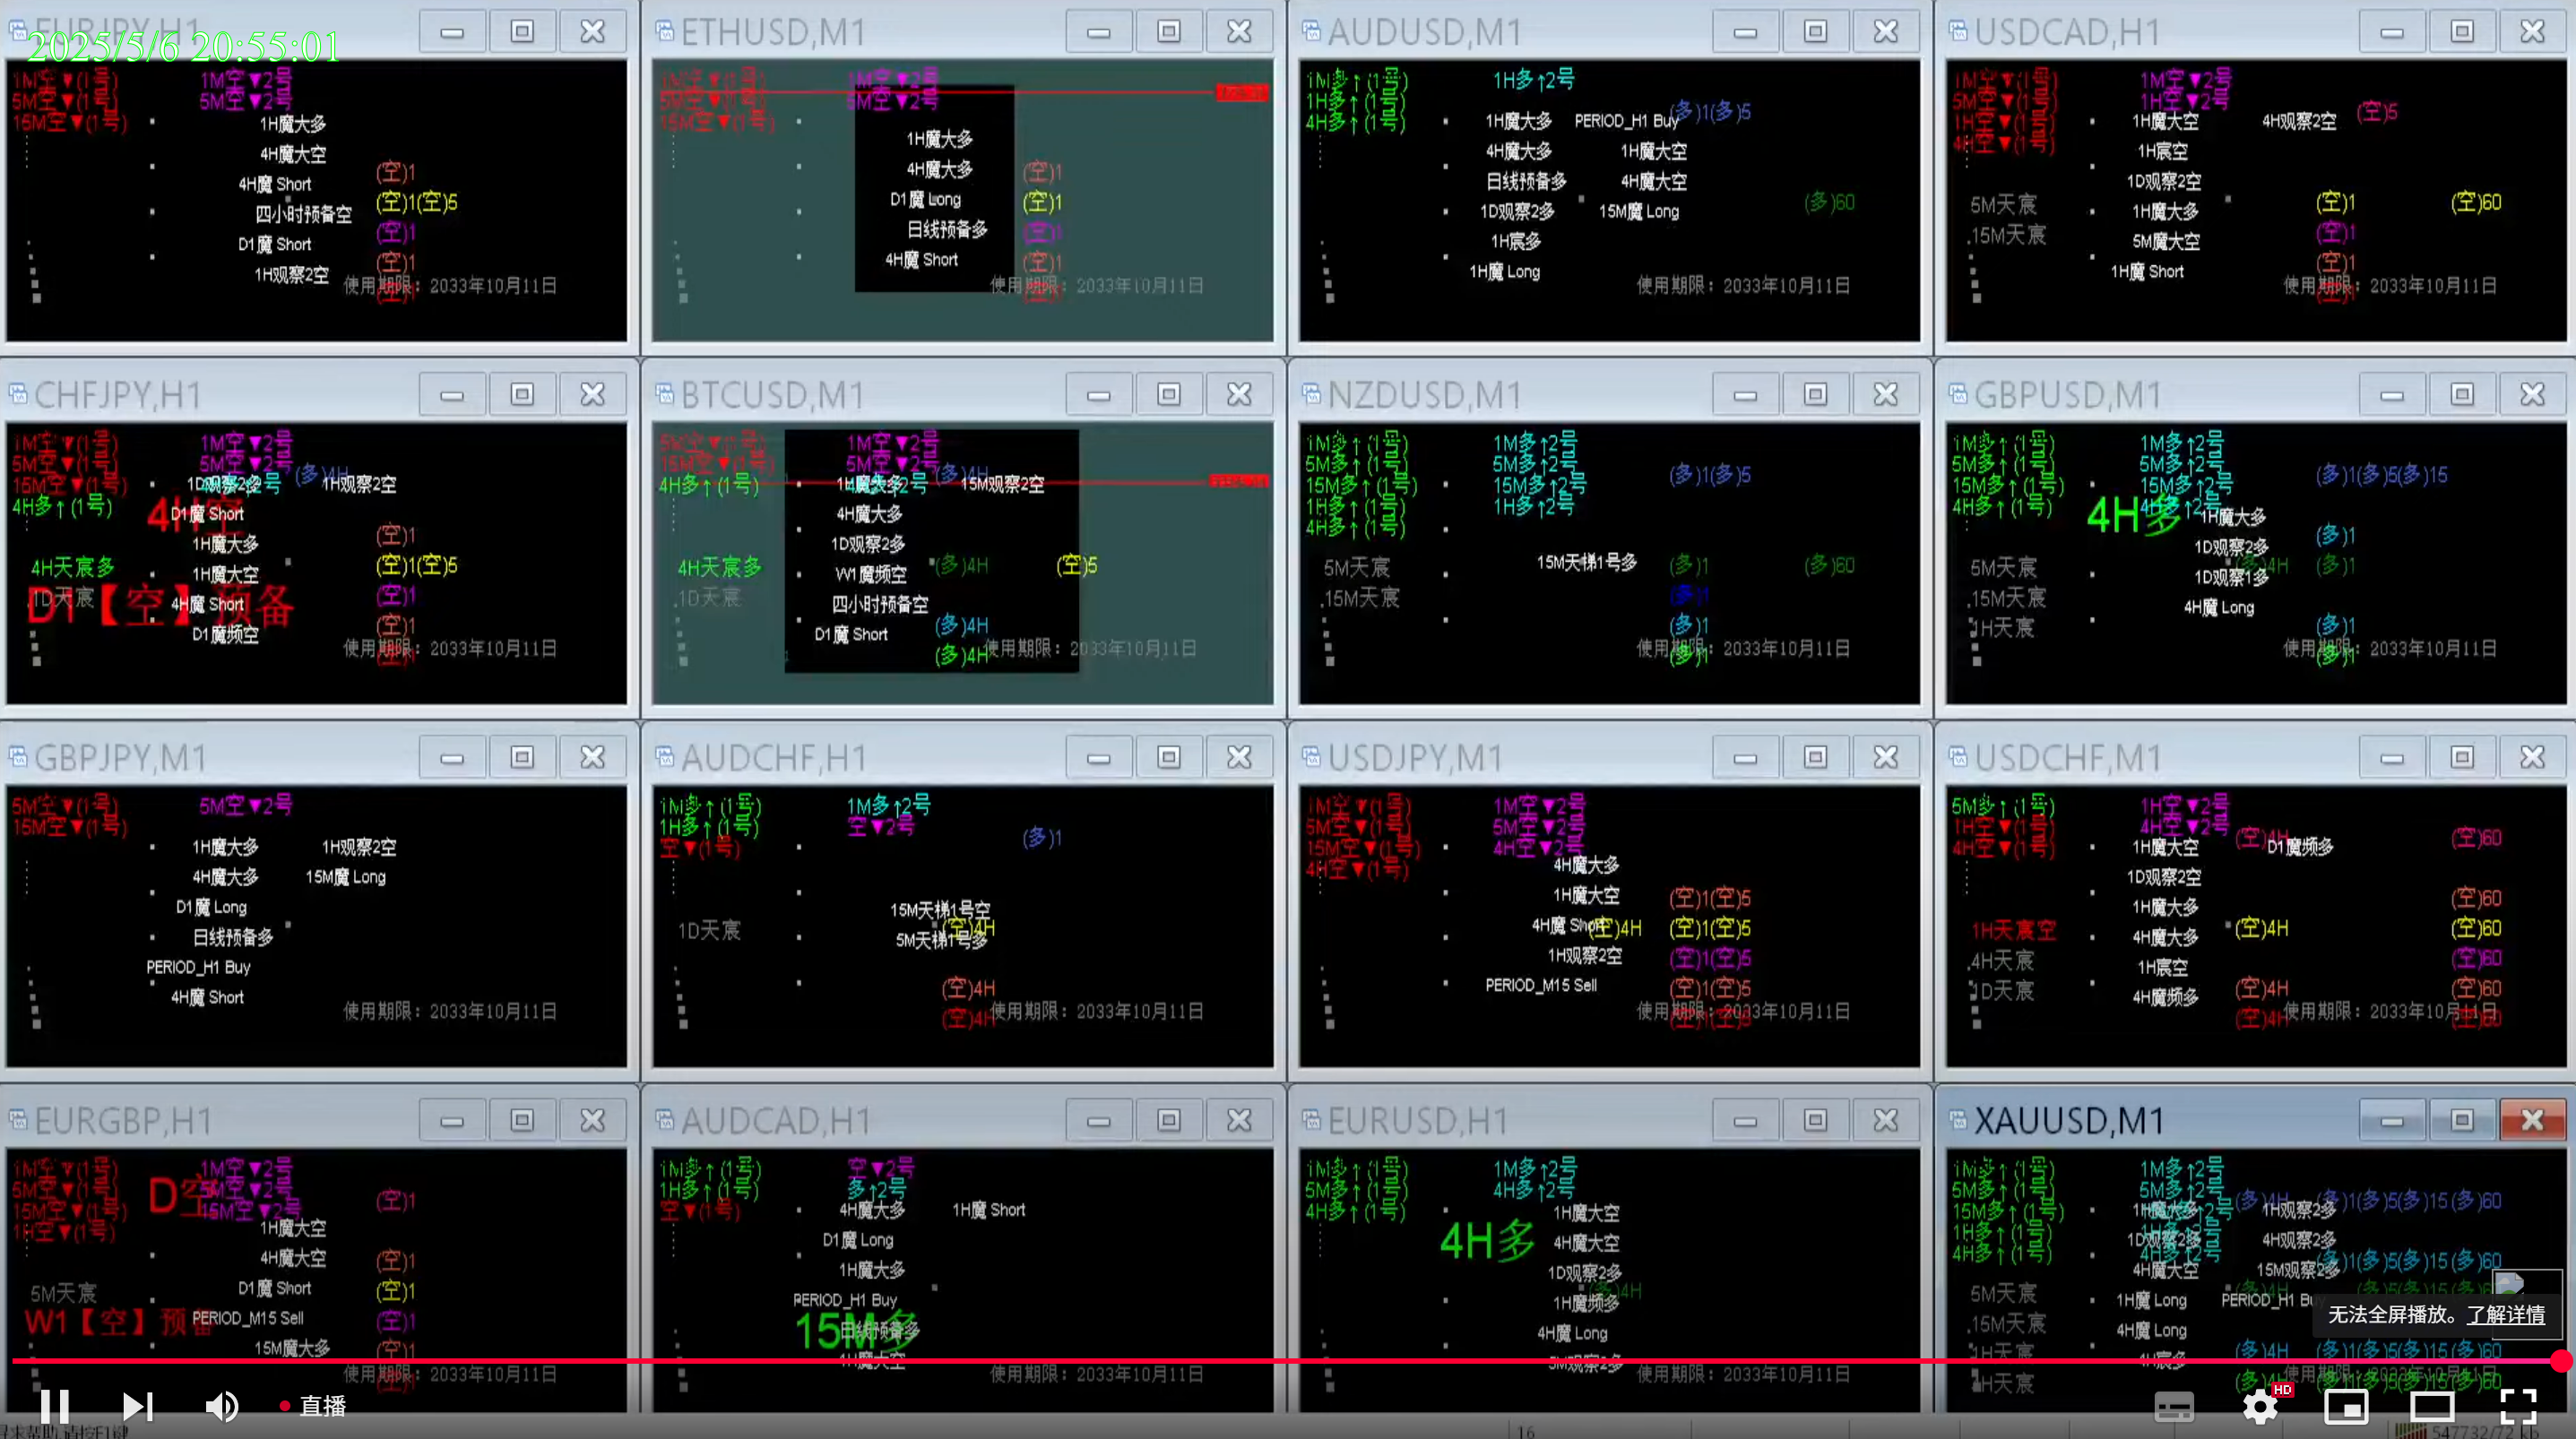 2025/5/6 20:55:01
EURJPY,H1
1M空▼(1号)
5M空▼(1号)
15M空▼(1号)
1M空▼2号
5M空▼2号
1H魔大多
4H魔大空
4H魔 Short
四小时预备空
D1魔 Short
1H观察2空
(空)1
(空)1(空)5
(空)1
(空)1
使用期限：2033年10月11日
ETHUSD,M1
5M空▼(1号)
15M空▼(1号)
1M空▼2号
5M空▼2号
1H魔大多
4H魔大多
D1魔 Long
日线预备多
4H魔 Short
(空)1
(空)1
(空)1
(空)1
使用期限：2033年10月11日
AUDUSD,M1
1M多↑(1号)
1H多↑(1号)
4H多↑(1号)
1H多↑2号
1H魔大多
4H魔大多
日线预备多
1D观察2多
1H宸多
1H魔 Long
PERIOD_H1 Buy
1H魔大空
4H魔大空
15M魔 Long
(多)1(多)5
(多)60
使用期限：2033年10月11日
USDCAD,H1
1M空▼(1号)
5M空▼(1号)
1H空▼(1号)
4H空▼(1号)
1M空▼2号
1H空▼2号
1H魔大空
1H宸空
1D观察2空
1H魔大多
5M魔大空
1H魔 Short
4H观察2空
(空)5
5M天宸
15M天宸
(空)1
(空)60
(空)1
(空)1
使用期限：2033年10月11日
CHFJPY,H1
1M空▼(1号)
5M空▼(1号)
15M空▼(1号)
4H多↑(1号)
1M空▼2号
5M空▼2号
(多)4H
1D观察2多
1H观察2空
4H空
D1魔 Short
1H魔大多
1H魔大空
4H魔 Short
D1魔频空
4H天宸多
1D天宸
D1【空】预备
(空)1
(空)1(空)5
(空)1
(空)1
使用期限：2033年10月11日
BTCUSD,M1
5M空▼(1号)
15M空▼(1号)
4H多↑(1号)
1M空▼2号
5M空▼2号
(多)4H
1H魔大多
15M观察2空
4H魔大多
1D观察2多
W1魔频空
四小时预备空
D1魔 Short
4H天宸多
1D天宸
(多)4H
(空)5
(多)4H
(多)4H
使用期限：2033年10月11日
NZDUSD,M1
1M多↑(1号)
5M多↑(1号)
15M多↑(1号)
1H多↑(1号)
4H多↑(1号)
1M多↑2号
5M多↑2号
15M多↑2号
1H多↑2号
(多)1(多)5
5M天宸
15M天宸
15M天梯1号多
(多)1
(多)60
(多)1
(多)1
(多)1
使用期限：2033年10月11日
GBPUSD,M1
1M多↑(1号)
5M多↑(1号)
15M多↑(1号)
4H多↑(1号)
1M多↑2号
5M多↑2号
15M多↑2号
4H多↑2号
(多)1(多)5(多)15
4H多
1H魔大多
1D观察2多
1D观察1多
4H魔 Long
5M天宸
15M天宸
1H天宸
(多)1
(多)4H
(多)1
(多)1
(多)1
使用期限：2033年10月11日
GBPJPY,M1
5M空▼(1号)
15M空▼(1号)
5M空▼2号
1H魔大多
4H魔大多
D1魔 Long
日线预备多
PERIOD_H1 Buy
4H魔 Short
1H观察2空
15M魔 Long
使用期限：2033年10月11日
AUDCHF,H1
1M多↑(1号)
1H多↑(1号)
空▼(1号)
1M多↑2号
空▼2号
(多)1
1D天宸
15M天梯1号空
(空)4H
5M天梯1号多
(空)4H
(空)4H
使用期限：2033年10月11日
USDJPY,M1
1M空▼(1号)
5M空▼(1号)
15M空▼(1号)
4H空▼(1号)
1M空▼2号
5M空▼2号
4H空▼2号
4H魔大多
1H魔大空
4H魔 Short
1H观察2空
PERIOD_M15 Sell
(空)1(空)5
(空)4H
(空)1(空)5
(空)1(空)5
(空)1(空)5
使用期限：2033年10月11日
USDCHF,M1
5M多↑(1号)
1H空▼(1号)
4H空▼(1号)
1H空▼2号
4H空▼2号
(空)4H
(空)60
1H魔大空
D1魔频多
1D观察2空
1H魔大多
4H魔大多
1H宸空
4H魔频多
1H天宸空
4H天宸
1D天宸
(空)60
(空)4H
(空)60
(空)60
(空)4H
(空)60
(空)4H
(空)60
使用期限：2033年10月11日
EURGBP,H1
1M空▼(1号)
5M空▼(1号)
15M空▼(1号)
1H空▼(1号)
D空
1M空▼2号
5M空▼2号
15M空▼2号
(空)1
1H魔大空
4H魔大空
D1魔 Short
PERIOD_M15 Sell
15M魔大多
5M天宸
W1【空】预备
(空)1
(空)1
(空)1
(空)1
使用期限：2033年10月11日
AUDCAD,H1
1M多↑(1号)
1H多↑(1号)
空▼(1号)
空▼2号
多↑2号
4H魔大多
D1魔 Long
1H魔大多
PERIOD_H1 Buy
日线预备多
1H魔 Short
15M多
使用期限：2033年10月11日
EURUSD,H1
1M多↑(1号)
5M多↑(1号)
4H多↑(1号)
1M多↑2号
4H多↑2号
4H多
1H魔大空
4H魔大空
1D观察2多
1H魔频多
4H魔 Long
5M观察2多
(多)4H
使用期限：2033年10月11日
XAUUSD,M1
1M多↑(1号)
5M多↑(1号)
15M多↑(1号)
1H多↑(1号)
4H多↑(1号)
1M多↑2号
5M多↑2号
(多)4H
(多)1(多)5(多)15(多)60
1H魔大多
1H观察2多
1D观察2多
4H观察2多
4H魔大空
15M观察2多
(多)1(多)5(多)15(多)60
1H魔 Long
PERIOD_H1 Buy
4H魔 Long
5M天宸
15M天宸
1H天宸
4H天宸
(多)4H
(多)1(多)5(多)15(多)60
无法全屏播放。了解详情
直播
HD
16